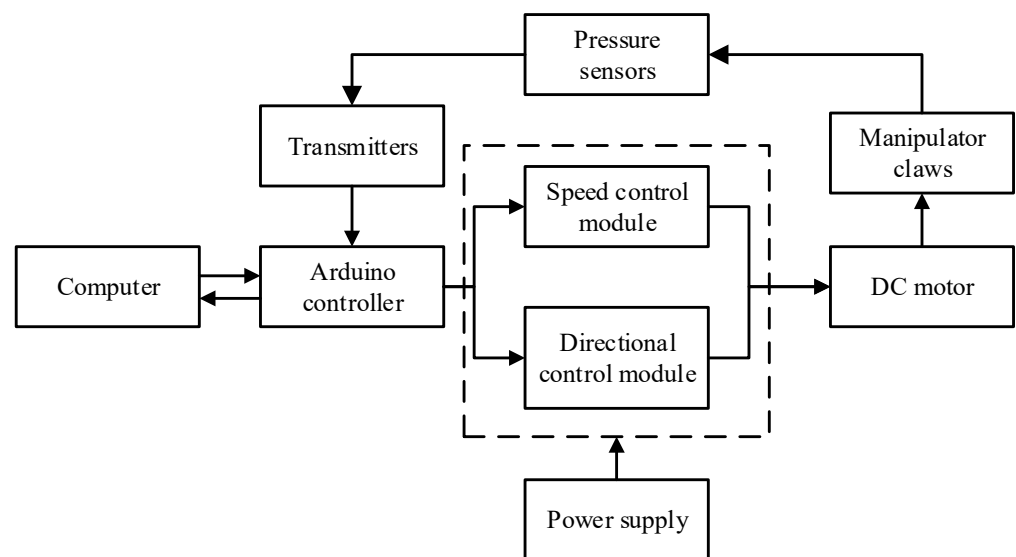 Pressure
sensors
Transmitters
Manipulator
claws
Speed control
module
Computer
Arduino
controller
DC motor
Directional
control module
Power supply